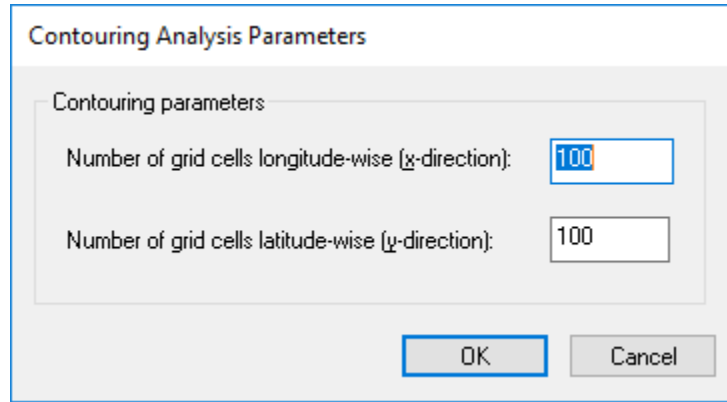 Contouring Analysis Parameters
Contouring parameters
Number of grid cells longitude-wise (x-direction): 100
Number of grid cells latitude-wise (y-direction): 100
OK Cancel